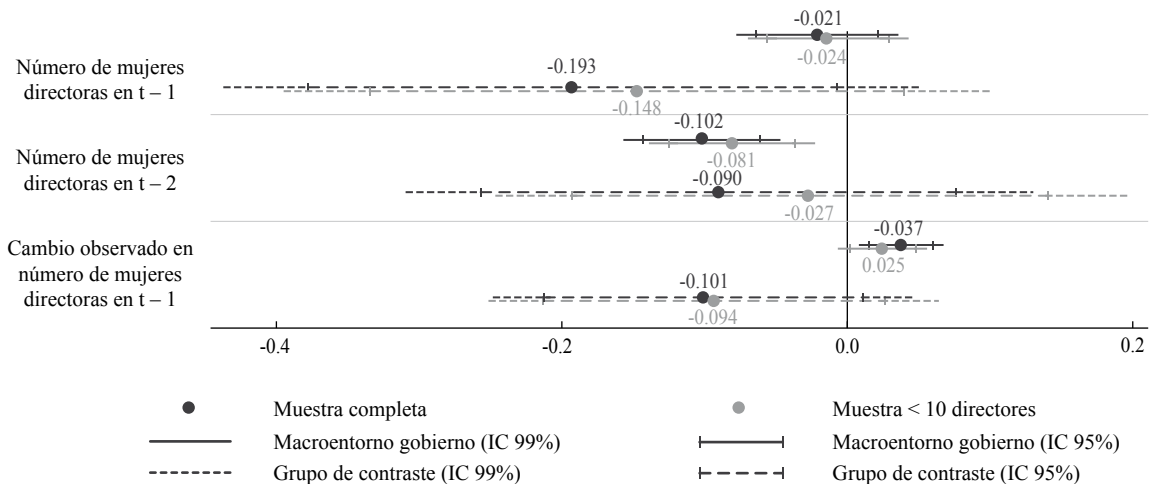 -0.021
-0.024
Número de mujeres
directoras en t – 1
-0.193
-0.148
-0.102
-0.081
Número de mujeres
directoras en t – 2
-0.090
-0.027
-0.037
0.025
Cambio observado en
número de mujeres
directoras en t – 1
-0.101
-0.094
-0.4 -0.2 0.0 0.2
Muestra completa Muestra < 10 directores
Macroentorno gobierno (IC 99%) Macroentorno gobierno (IC 95%)
Grupo de contraste (IC 99%) Grupo de contraste (IC 95%)